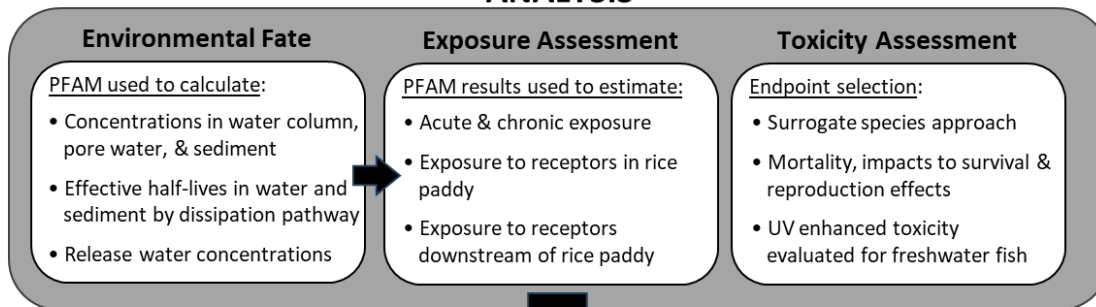 Environmental Fate
PFAM used to calculate:
• Concentrations in water column,
pore water, & sediment
• Effective half-lives in water and
sediment by dissipation pathway
• Release water concentrations
Exposure Assessment
PFAM results used to estimate:
• Acute & chronic exposure
• Exposure to receptors in rice
paddy
• Exposure to receptors
downstream of rice paddy
Toxicity Assessment
Endpoint selection:
• Surrogate species approach
• Mortality, impacts to survival &
reproduction effects
• UV enhanced toxicity
evaluated for freshwater fish